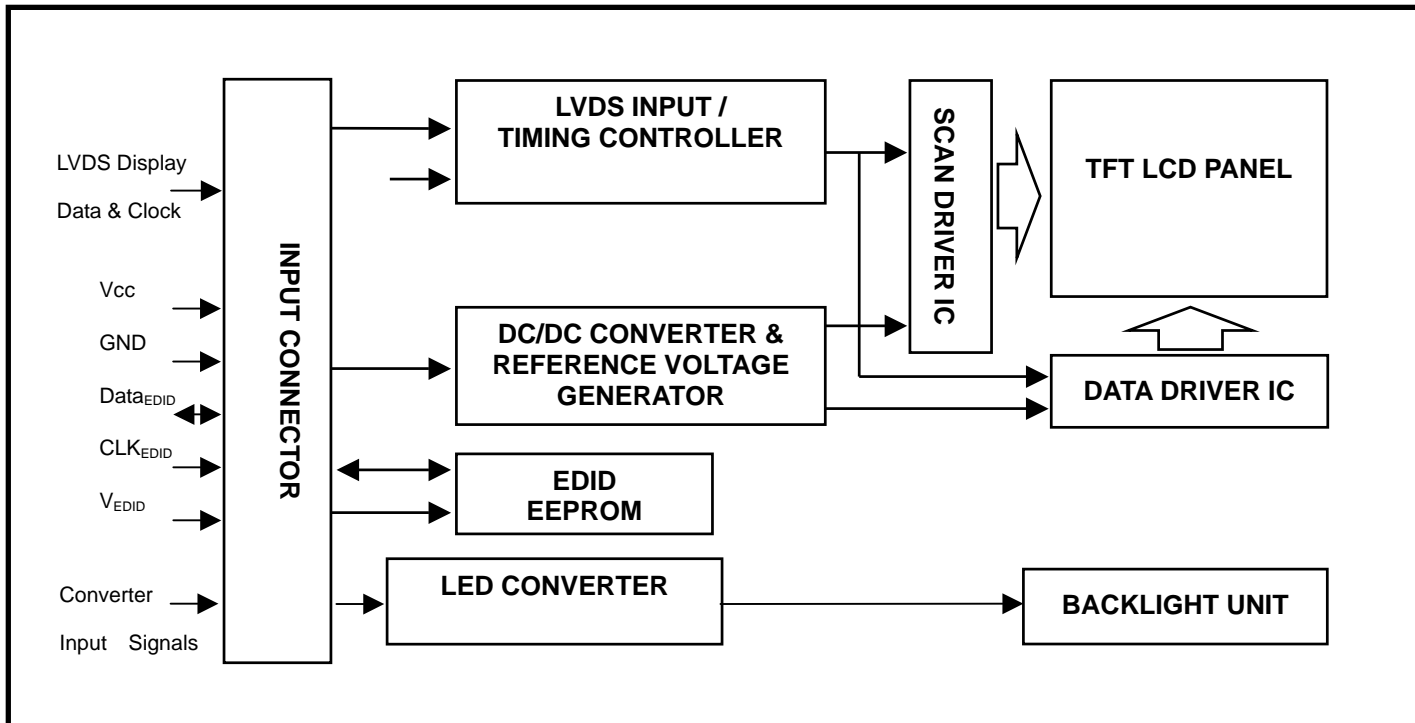 LVDS Display
Data & Clock
Vcc
GND
DataEDID
CLKEDID
VEDID
Converter
Input Signals
INPUT CONNECTOR
LVDS INPUT /
TIMING CONTROLLER
DC/DC CONVERTER &
REFERENCE VOLTAGE
GENERATOR
EDID
EEPROM
LED CONVERTER
SCAN DRIVER IC
TFT LCD PANEL
DATA DRIVER IC
BACKLIGHT UNIT